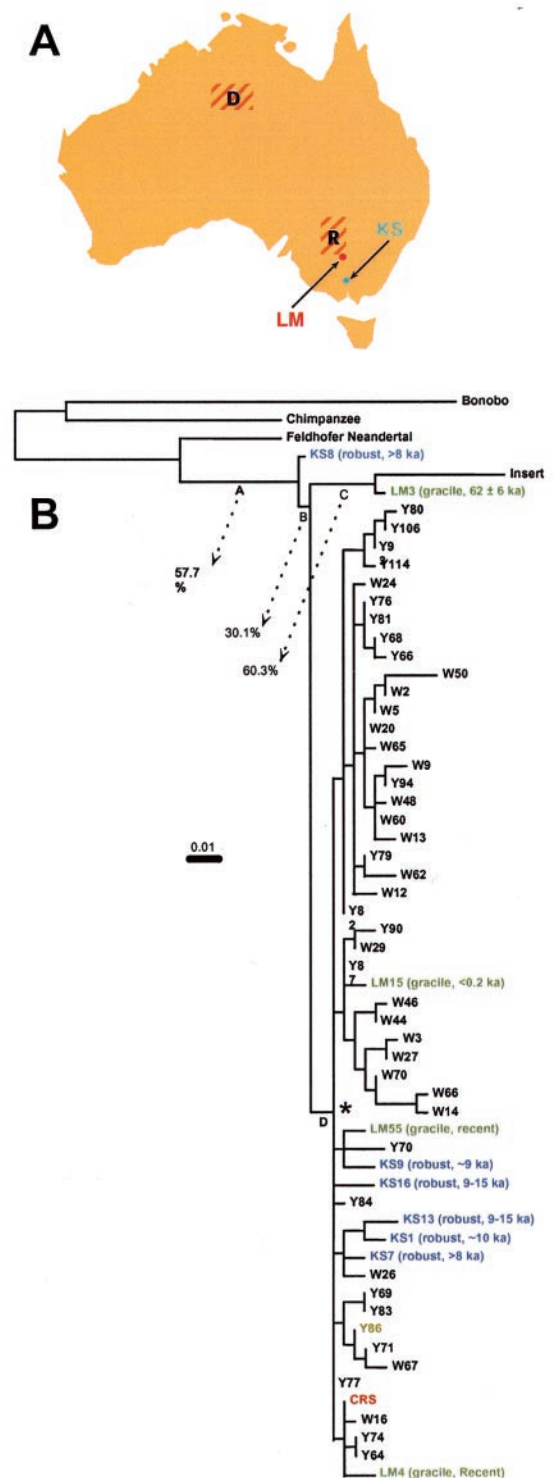 A
D
R
KS
LM
Bonobo
Chimpanzee
Feldhofer Neandertal
KS8 (robust, >8 ka)
Insert
A
B
C
LM3 (gracile, 62 ± 6 ka)
B
57.7
%
30.1%
60.3%
0.01
Y80
Y106
Y9
3
Y114
W24
Y76
Y81
Y68
Y66
W50
W2
W5
W20
W65
W9
Y94
W48
W60
W13
Y79
W62
W12
Y8
2
Y90
W29
Y8
7
LM15 (gracile, <0.2 ka)
W46
W44
W3
W27
W70
W66
W14
*
D
LM55 (gracile, recent)
Y70
KS9 (robust, ~9 ka)
KS16 (robust, 9-15 ka)
Y84
KS13 (robust, 9-15 ka)
KS1 (robust, ~10 ka)
KS7 (robust, >8 ka)
W26
Y69
Y83
Y86
Y71
W67
Y77
CRS
W16
Y74
Y64
LM4 (gracile, Recent)